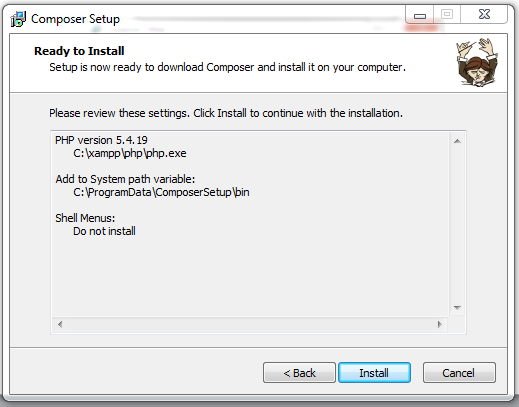 Composer Setup
Ready to Install
Setup is now ready to download Composer and install it on your computer.
Please review these settings. Click Install to continue with the installation.
PHP version 5.4.19
C:\xampp\php\php.exe
Add to System path variable:
C:\ProgramData\ComposerSetup\bin
Shell Menus:
Do not install
< Back
Install
Cancel